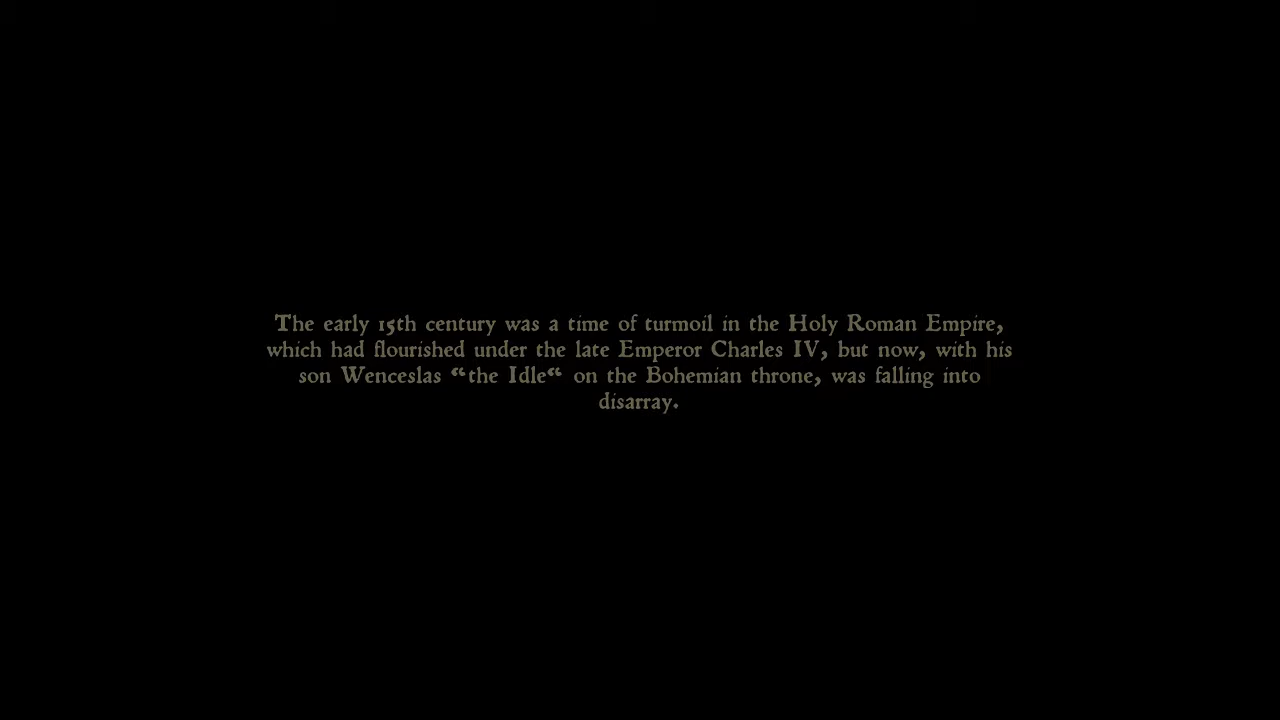 The early 15th century was a time of turmoil in the Holy Roman Empire,
which had flourished under the late Emperor Charles IV, but now, with his
son Wenceslas “the Idle“ on the Bohemian throne, was falling into
disarray.